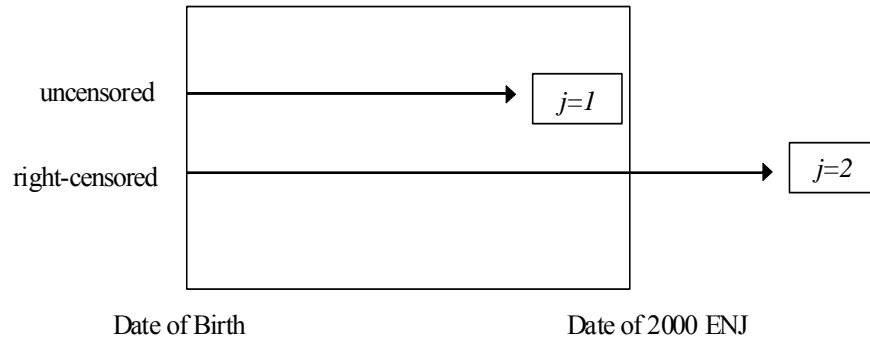 uncensored
j=1
right-censored
j=2
Date of Birth
Date of 2000 ENJ